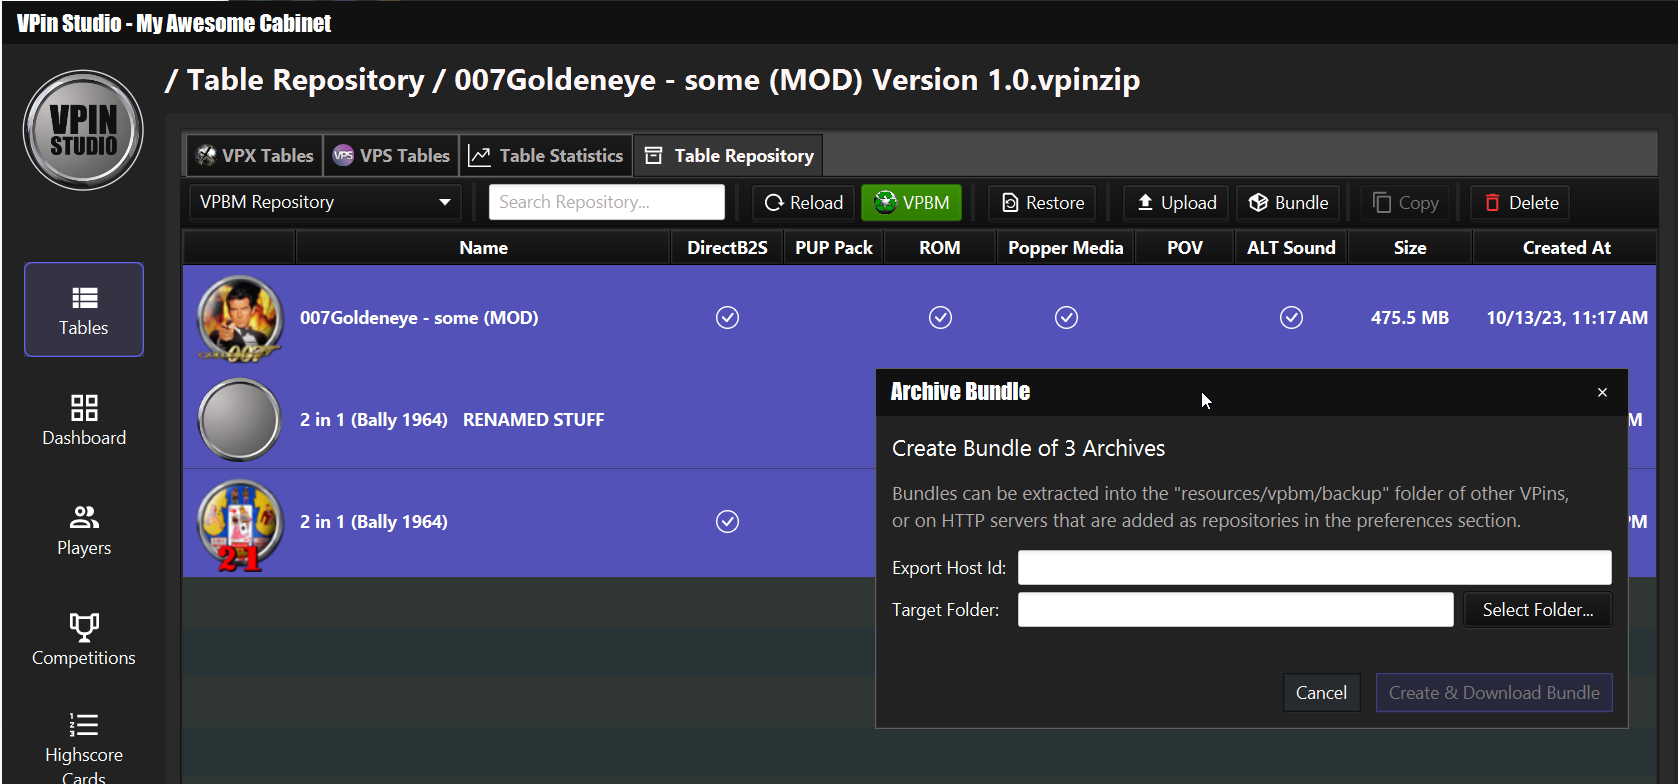 VPin Studio - My Awesome Cabinet
VPIN
STUDIO
/ Table Repository / 007Goldeneye - some (MOD) Version 1.0.vpinzip
VPX Tables VPS VPS Tables Table Statistics Table Repository
VPBM Repository Search Repository... Reload VPBM Restore Upload Bundle Copy Delete
Name DirectB2S PUP Pack ROM Popper Media POV ALT Sound Size Created At
007Goldeneye - some (MOD) 475.5 MB 10/13/23, 11:17 AM
007
2 in 1 (Bally 1964) RENAMED STUFF
M
2 in 1 (Bally 1964)
PM
Archive Bundle
Create Bundle of 3 Archives
Bundles can be extracted into the "resources/vpbm/backup" folder of other VPins,
or on HTTP servers that are added as repositories in the preferences section.
Export Host Id:
Target Folder: Select Folder...
Cancel Create & Download Bundle
Tables
Dashboard
Players
Competitions
Highscore
Cards